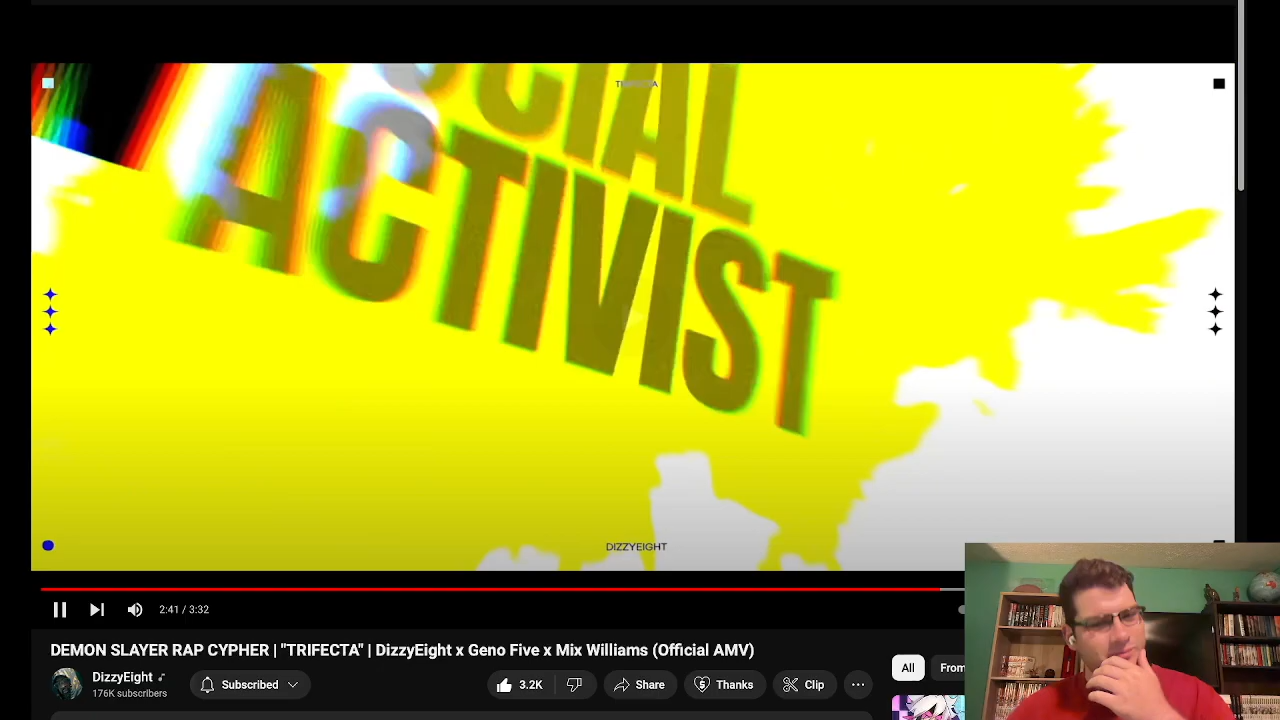 TRIFECTA
CIAL
ACTIVIST
DIZZYEIGHT
2:41 / 3:32
DEMON SLAYER RAP CYPHER | "TRIFECTA" | DizzyEight x Geno Five x Mix Williams (Official AMV)
DizzyEight
176K subscribers
Subscribed
3.2K
Share
Thanks
Clip
All
From